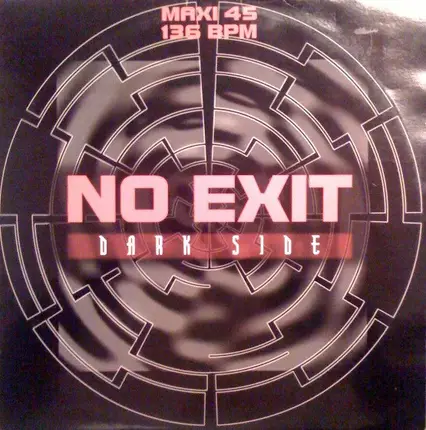 MAXI 45
136 BPM
NO EXIT
DARK SIDE